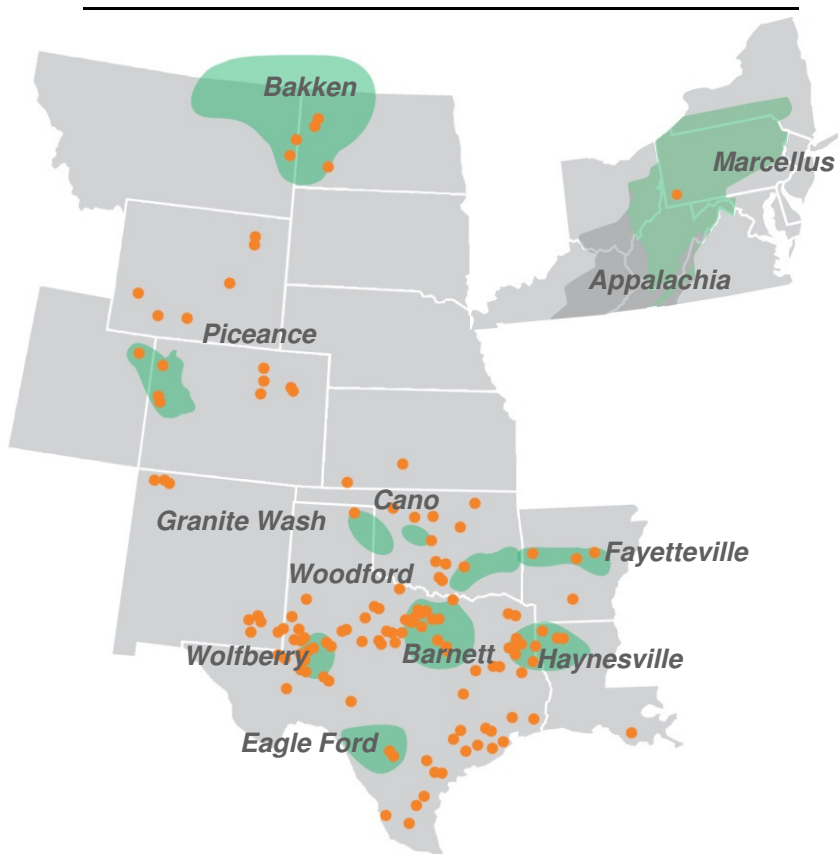 Bakken
Marcellus
Appalachia
Piceance
Cano
Granite Wash
Fayetteville
Woodford
Wolfberry
Barnett
Haynesville
Eagle Ford